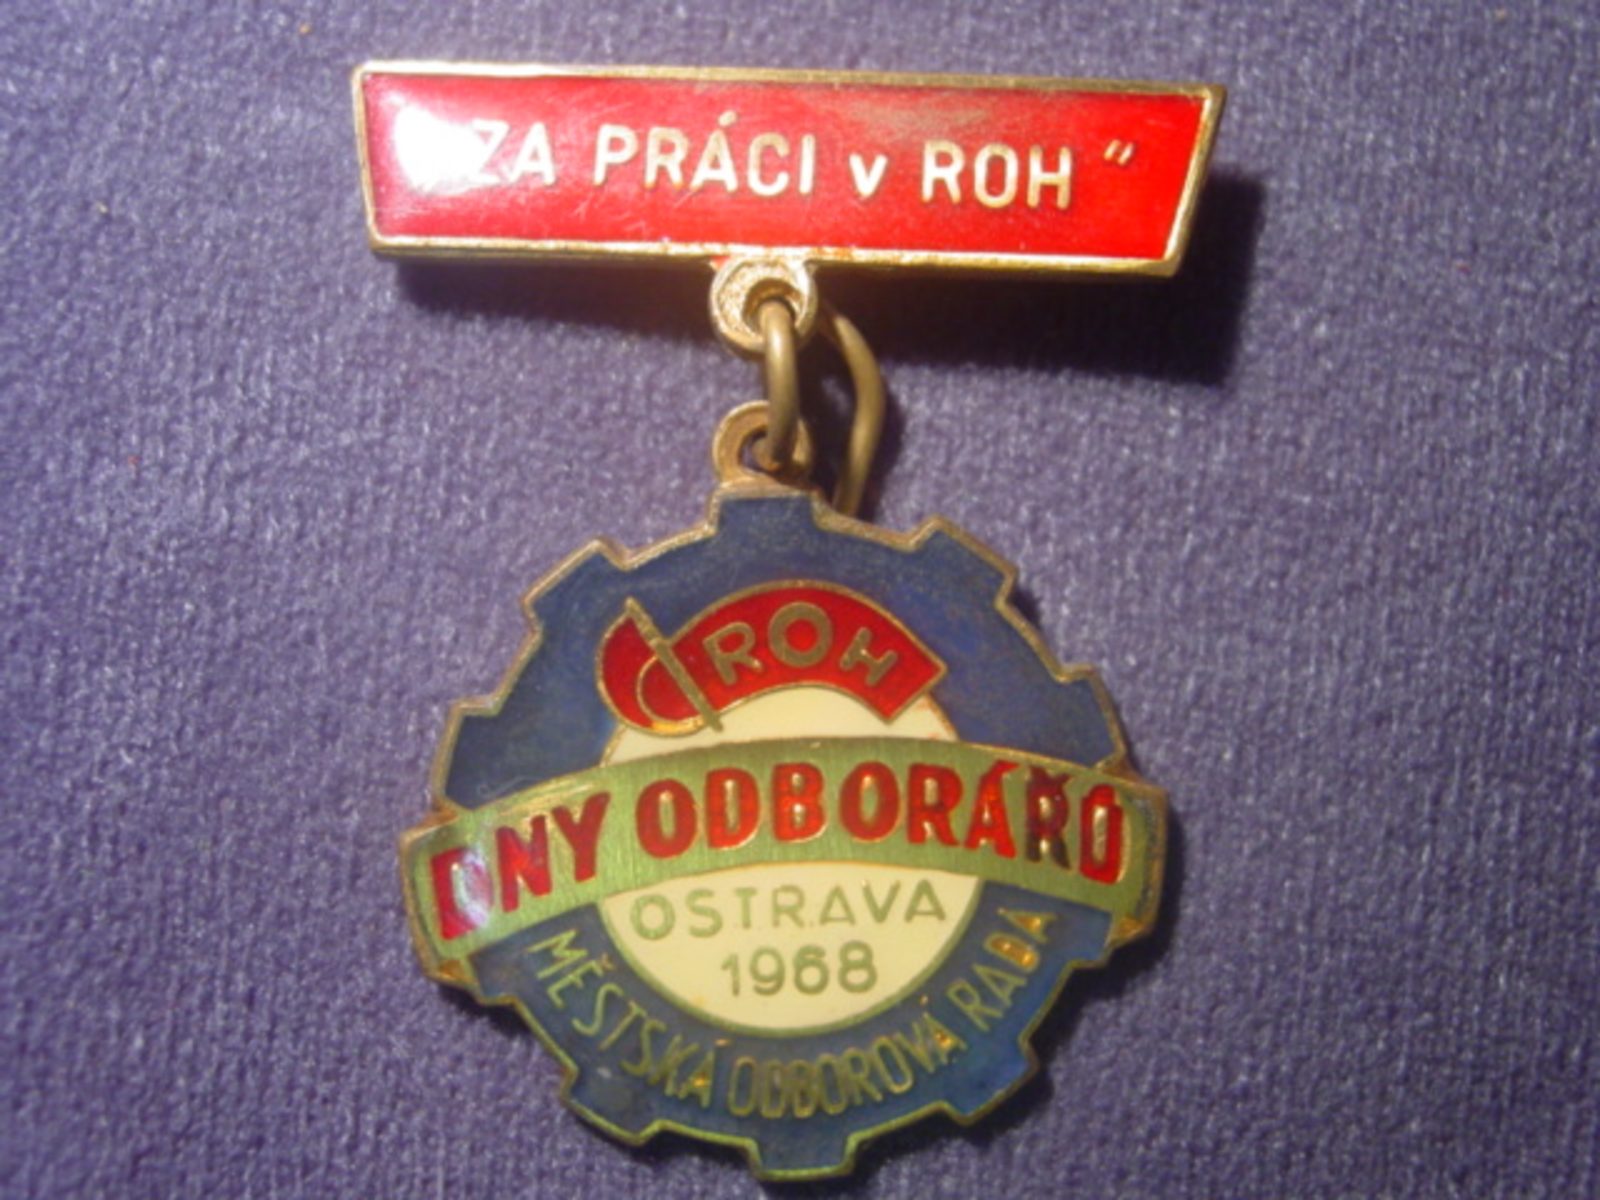 „ZA PRÁCI v ROH“
ROH
DNY ODBORÁŘŮ
OSTRAVA
1968
MĚSTSKÁ ODBOROVÁ RADA